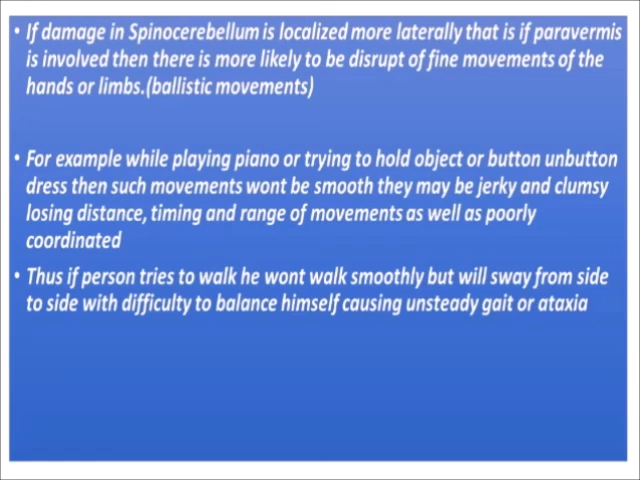 • If damage in Spinocerebellum is localized more laterally that is if paravermis
is involved then there is more likely to be disrupt of fine movements of the
hands or limbs.(ballistic movements)
• For example while playing piano or trying to hold object or button unbutton
dress then such movements wont be smooth they may be jerky and clumsy
losing distance, timing and range of movements as well as poorly
coordinated
• Thus if person tries to walk he wont walk smoothly but will sway from side
to side with difficulty to balance himself causing unsteady gait or ataxia